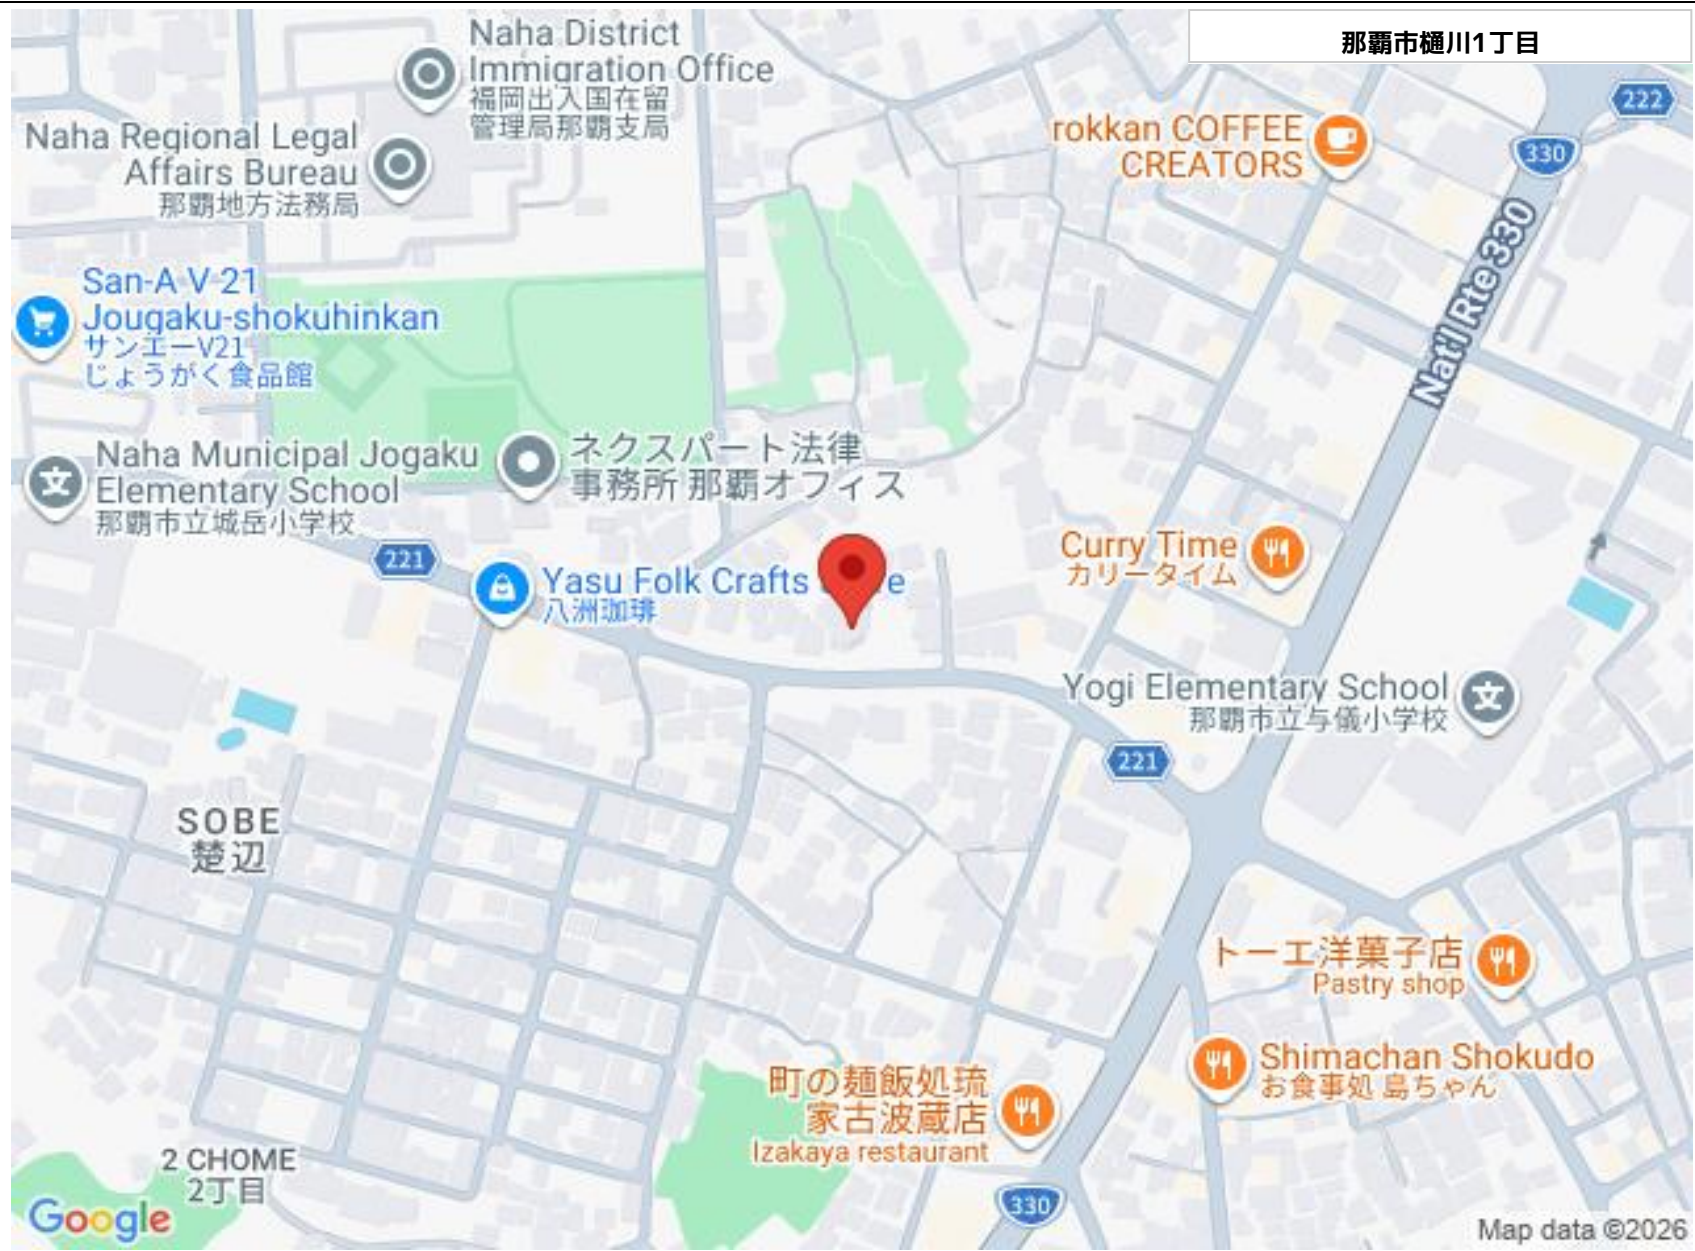 那覇市樋川1丁目
Naha District
Immigration Office
福岡出入国在留
管理局那覇支局
222
rokkan COFFEE
CREATORS
330
Naha Regional Legal
Affairs Bureau
那覇地方法務局
Nat'l Rte 330
San-A V 21
Jougaku-shokuhinkan
サンエーV21
じょうがく食品館
Naha Municipal Jogaku
Elementary School
那覇市立城岳小学校
ネクスパート法律
事務所 那覇オフィス
221
Yasu Folk Crafts
八洲珈琲
Curry Time
カリータイム
Yogi Elementary School
那覇市立与儀小学校
221
SOBE
楚辺
トーエ洋菓子店
Pastry shop
Shimachan Shokudo
お食事処 島ちゃん
町の麺飯処琉
家古波蔵店
Izakaya restaurant
2 CHOME
2丁目
330
Google
Map data ©2026